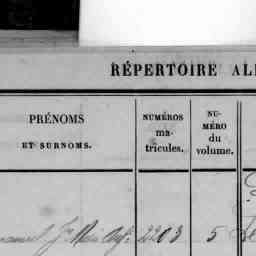 RÉPERTOIRE AL
PRÉNOMS
ET SURNOMS.
NUMÉROS
ma-
tricules.
NU-
MÉRO
du
volume.
2203 5